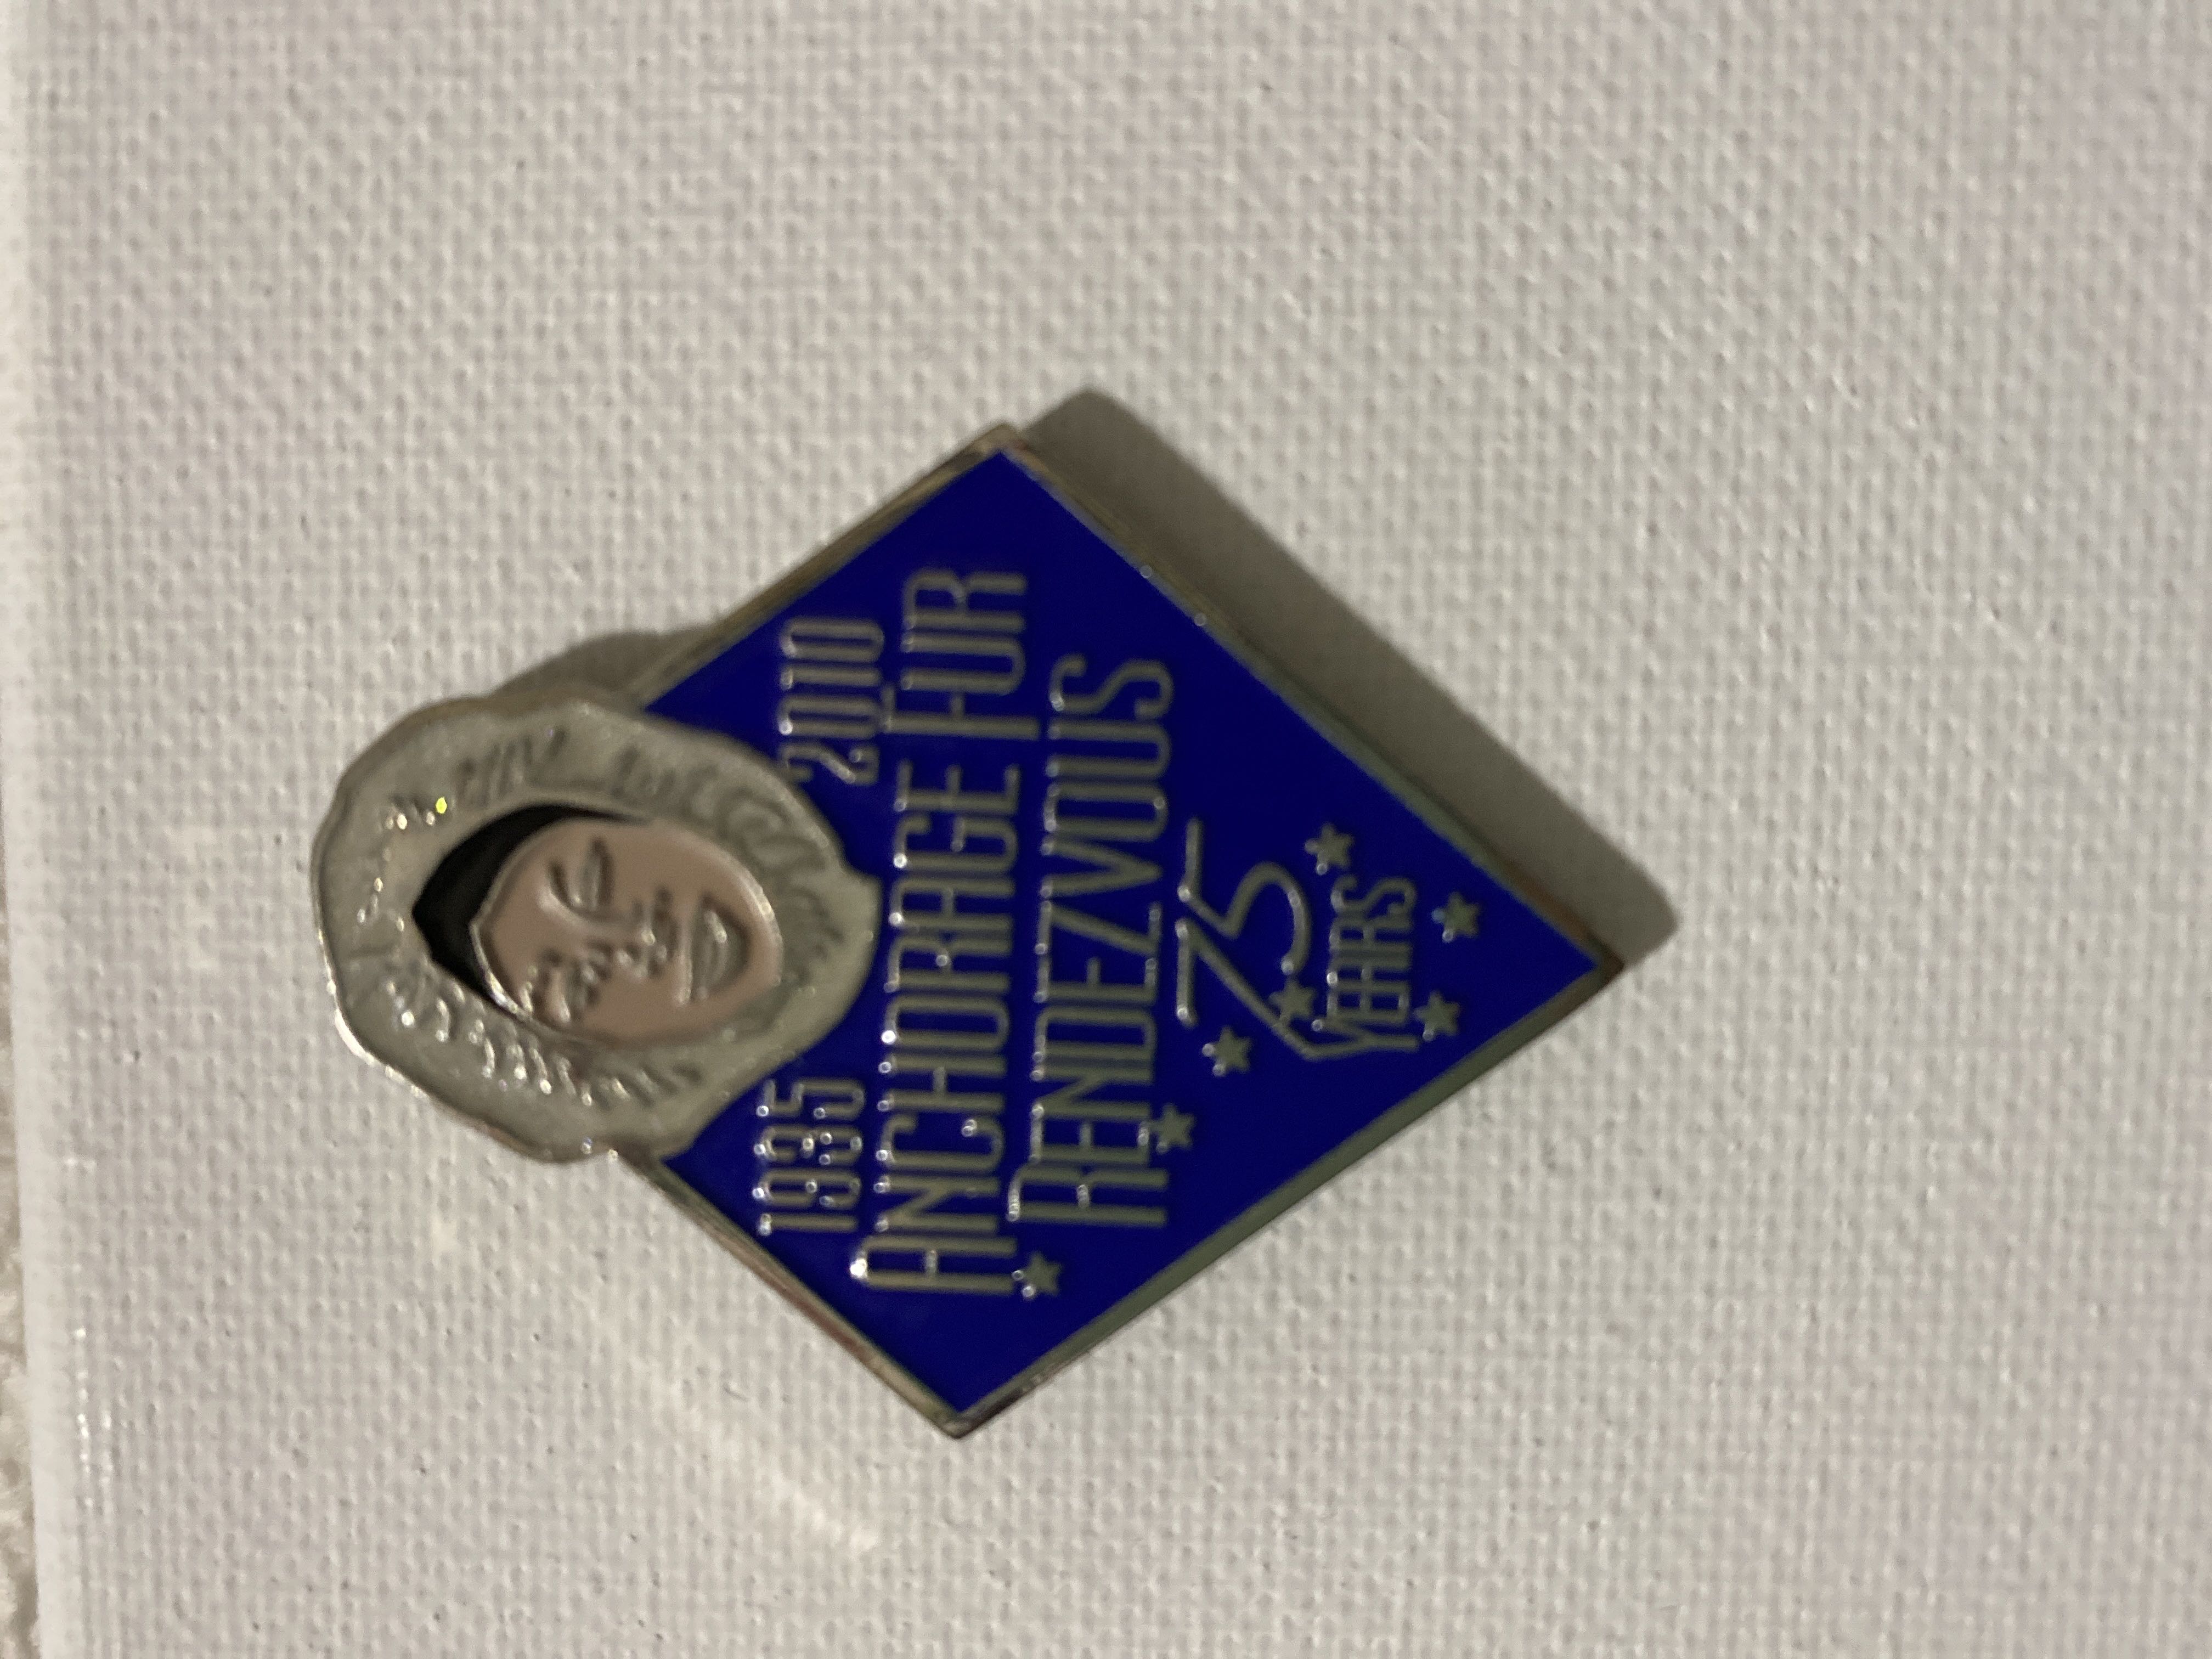 1935 2010
ANCHORAGE FUR
RENDEZVOUS
75
YEARS